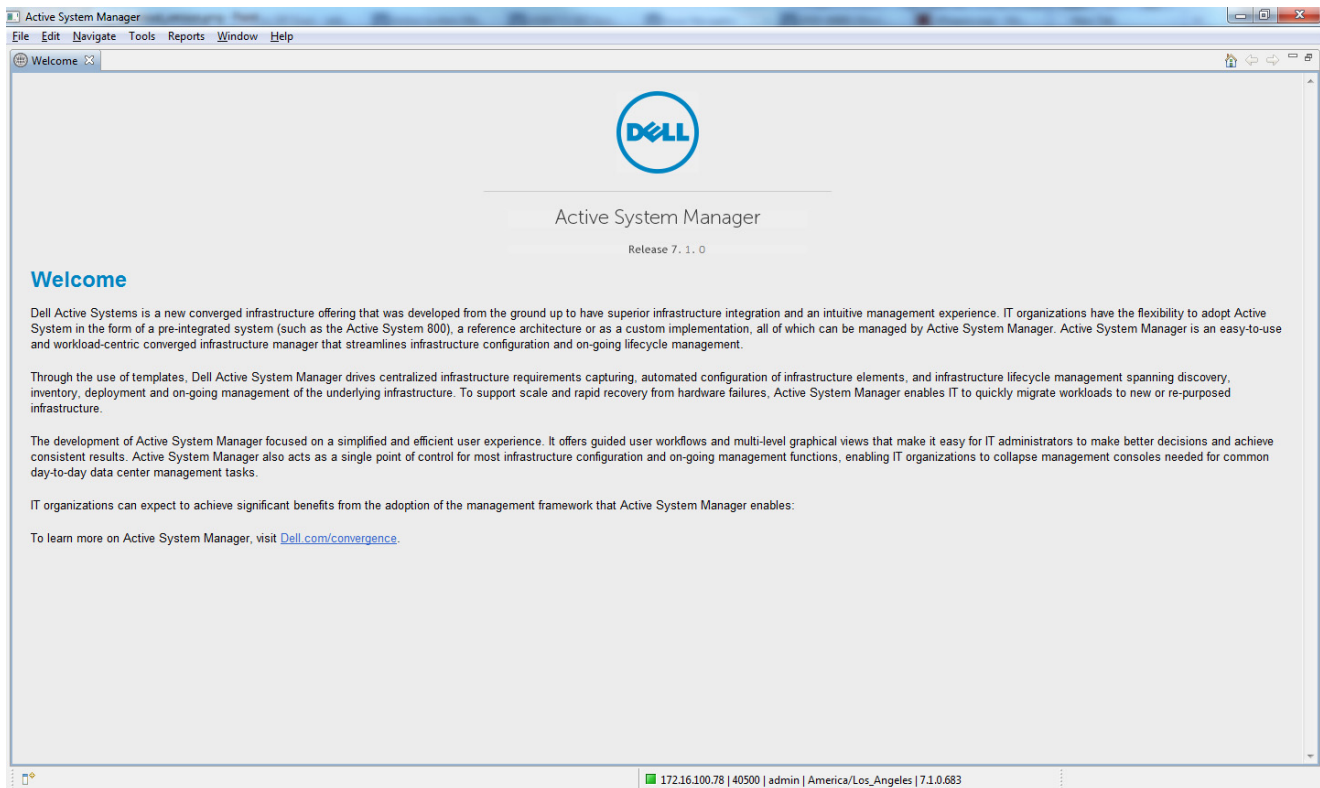 Active System Manager
File Edit Navigate Tools Reports Window Help
Welcome
DELL
Active System Manager
Release 7. 1. 0
Welcome
Dell Active Systems is a new converged infrastructure offering that was developed from the ground up to have superior infrastructure integration and an intuitive management experience. IT organizations have the flexibility to adopt Active
System in the form of a pre-integrated system (such as the Active System 800), a reference architecture or as a custom implementation, all of which can be managed by Active System Manager. Active System Manager is an easy-to-use
and workload-centric converged infrastructure manager that streamlines infrastructure configuration and on-going lifecycle management.
Through the use of templates, Dell Active System Manager drives centralized infrastructure requirements capturing, automated configuration of infrastructure elements, and infrastructure lifecycle management spanning discovery,
inventory, deployment and on-going management of the underlying infrastructure. To support scale and rapid recovery from hardware failures, Active System Manager enables IT to quickly migrate workloads to new or re-purposed
infrastructure.
The development of Active System Manager focused on a simplified and efficient user experience. It offers guided user workflows and multi-level graphical views that make it easy for IT administrators to make better decisions and achieve
consistent results. Active System Manager also acts as a single point of control for most infrastructure configuration and on-going management functions, enabling IT organizations to collapse management consoles needed for common
day-to-day data center management tasks.
IT organizations can expect to achieve significant benefits from the adoption of the management framework that Active System Manager enables:
To learn more on Active System Manager, visit Dell.com/convergence.
172.16.100.78 | 40500 | admin | America/Los_Angeles | 7.1.0.683